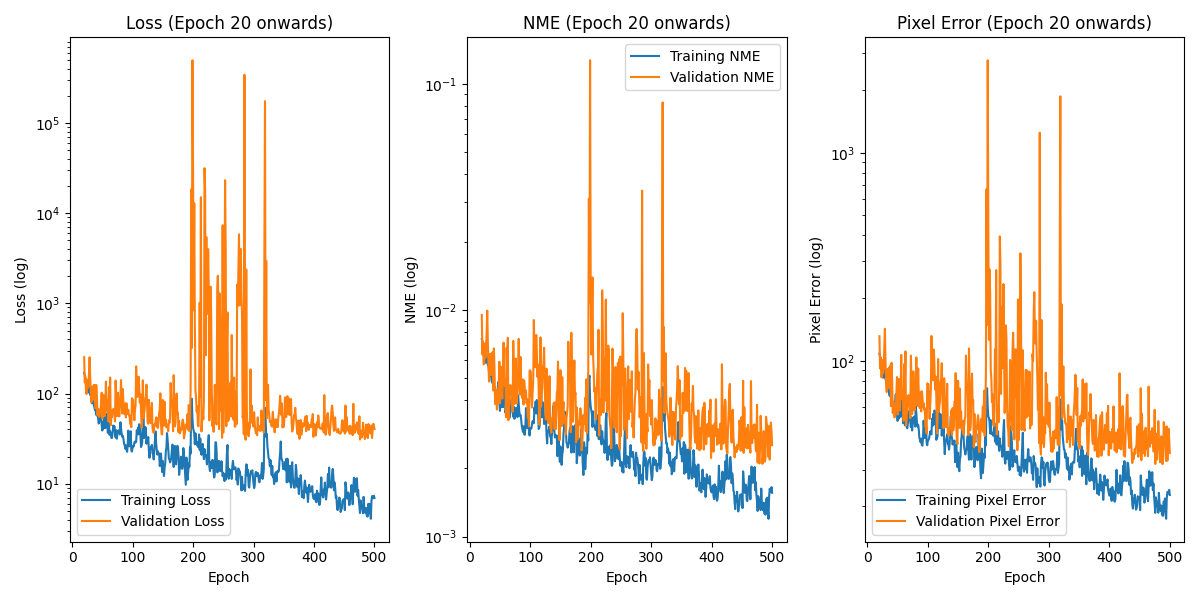 Loss (Epoch 20 onwards)
Loss (log)
10^5
10^4
10^3
10^2
10^1
Training Loss
Validation Loss
0 100 200 300 400 500
Epoch
NME (Epoch 20 onwards)
Training NME
Validation NME
NME (log)
10^-1
10^-2
10^-3
0 100 200 300 400 500
Epoch
Pixel Error (Epoch 20 onwards)
Pixel Error (log)
10^3
10^2
Training Pixel Error
Validation Pixel Error
0 100 200 300 400 500
Epoch